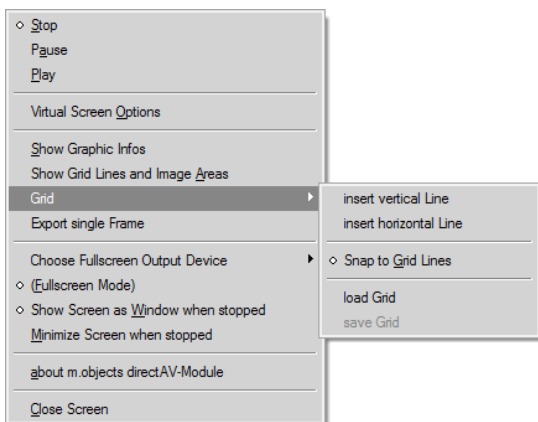 Stop
Pause
Play
Virtual Screen Options
Show Graphic Infos
Show Grid Lines and Image Areas
Grid
Export single Frame
Choose Fullscreen Output Device
(Fullscreen Mode)
Show Screen as Window when stopped
Minimize Screen when stopped
about m.objects directAV-Module
Close Screen
insert vertical Line
insert horizontal Line
Snap to Grid Lines
load Grid
save Grid